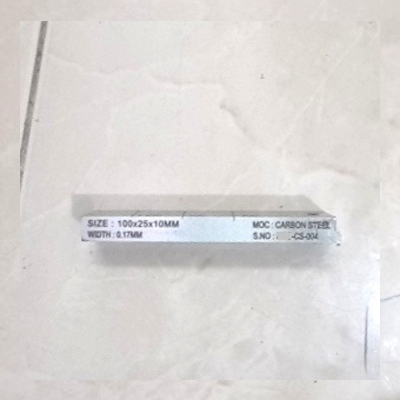 SIZE : 100x25x10MM
WIDTH : 0.17MM
MOC : CARBON STEEL
S.NO : -CS-004